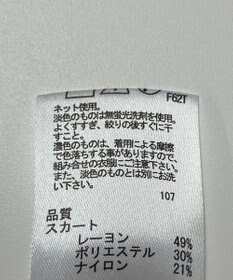 F62T
ネット使用。
淡色のものは無蛍光洗剤を使用。
よくすすぎ、絞りの後すぐに干
すこと。
濃色のものは、着用による摩擦
で色落ちする事がありますので、
組み合せの衣服にご注意下さい。
また、淡色のものとは別にお洗
い下さい。
107
品質
スカート
レーヨン 49%
ポリエステル 30%
ナイロン 21%